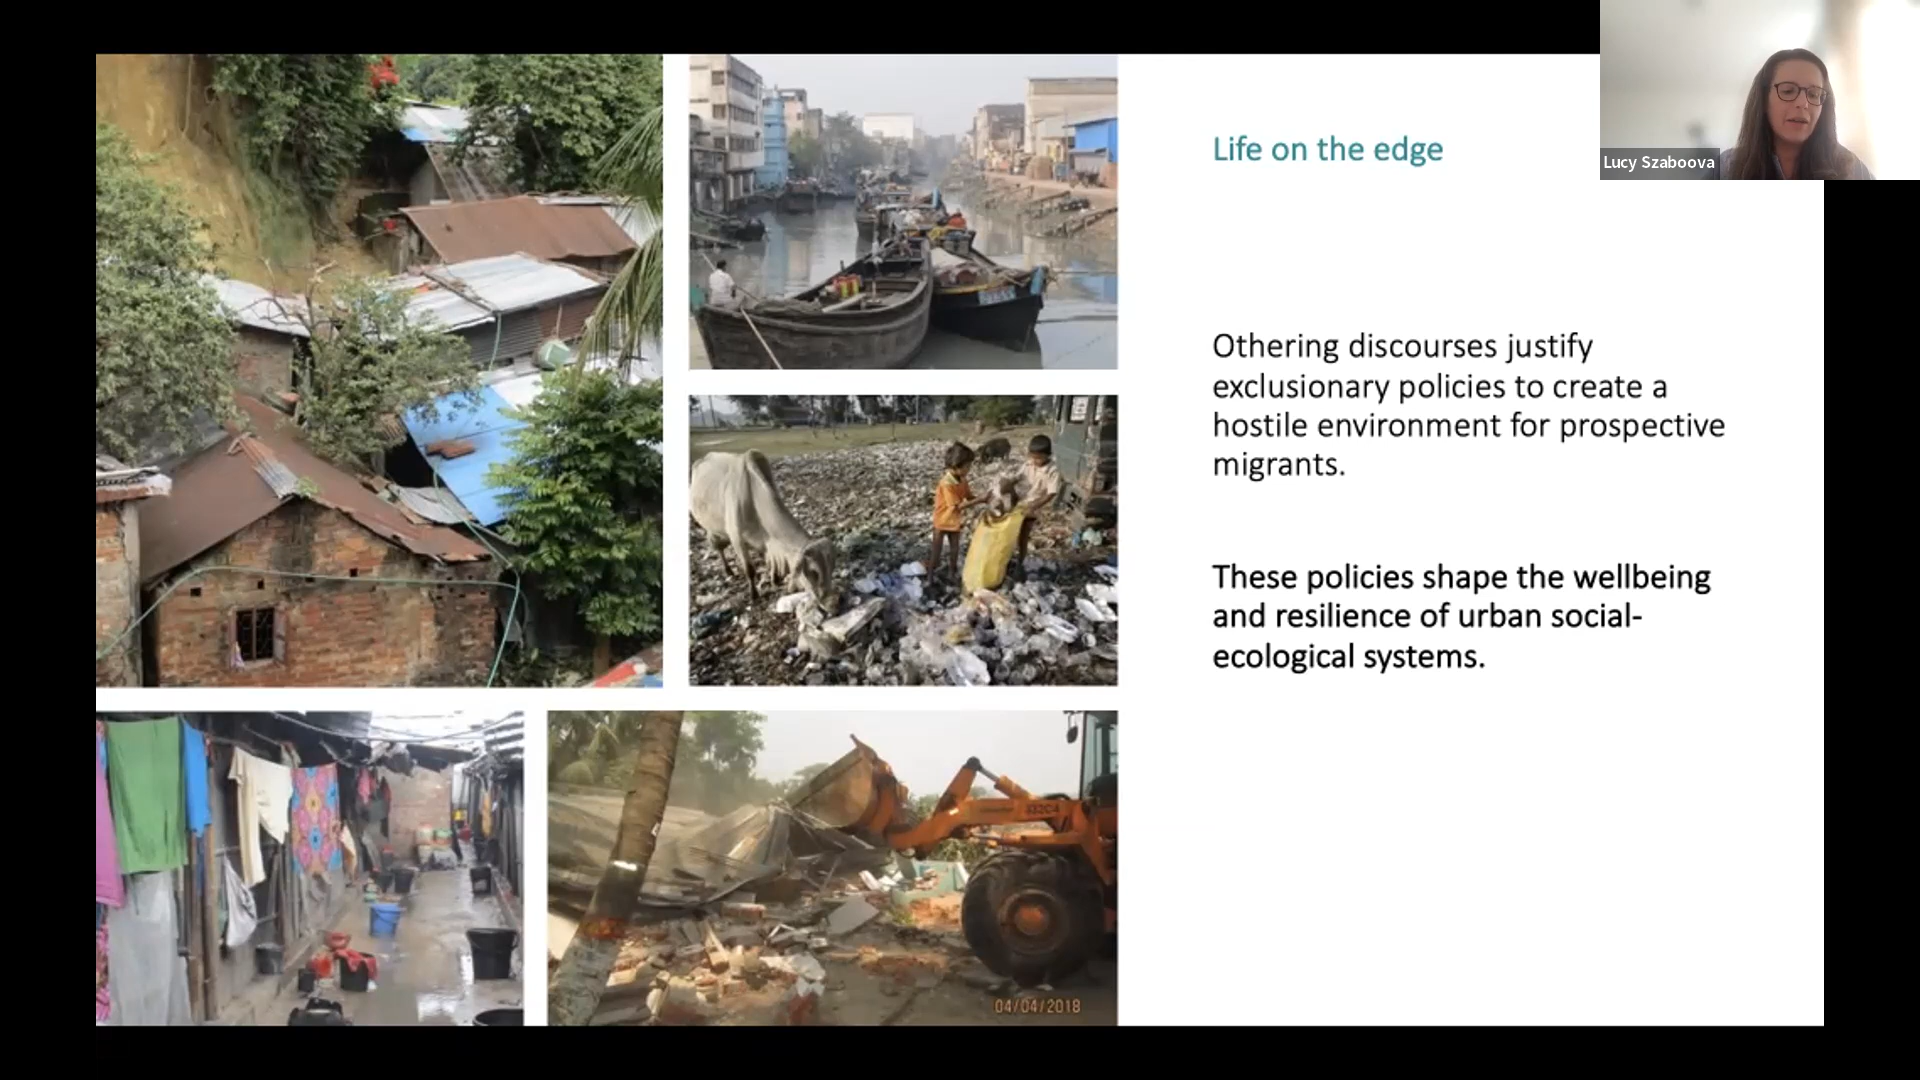 Life on the edge
Lucy Szaboova
Othering discourses justify
exclusionary policies to create a
hostile environment for prospective
migrants.
These policies shape the wellbeing
and resilience of urban social-
ecological systems.
04/04/2018